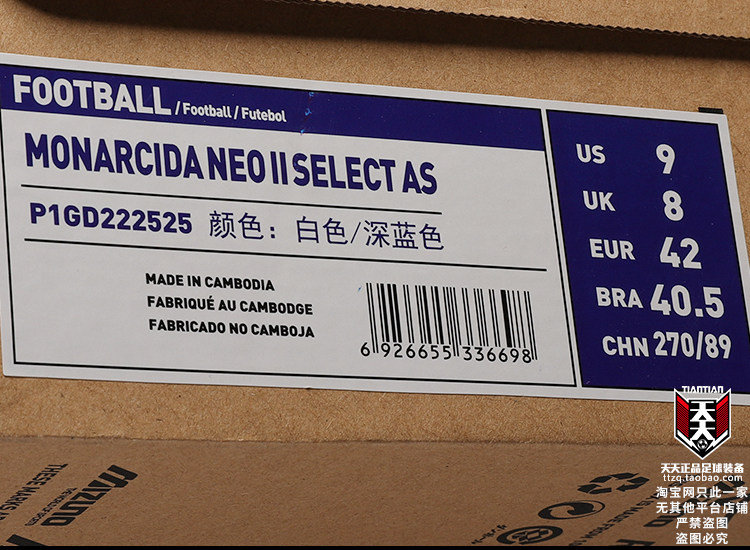 FOOTBALL / Football / Futebol
MONARCIDA NEO II SELECT AS
P1GD222525 颜色: 白色/深蓝色
MADE IN CAMBODIA
FABRIQUÉ AU CAMBODGE
FABRICADO NO CAMBOJA
6 926655 336698
US 9
UK 8
EUR 42
BRA 40.5
CHN 270/89
TIANTIAN
天天
天天正品足球装备
ttzq.taobao.com
淘宝网只此一家
无其他平台店铺
严禁盗图
盗图必究
MIZUNO